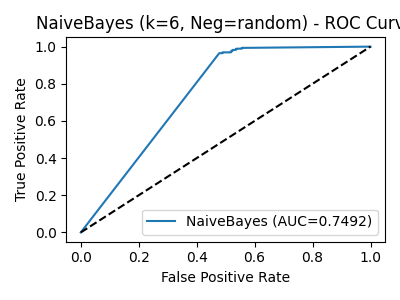 NaiveBayes (k=6, Neg=random) - ROC Curv
1.0
0.8
0.6
0.4
0.2
0.0
True Positive Rate
NaiveBayes (AUC=0.7492)
0.0 0.2 0.4 0.6 0.8 1.0
False Positive Rate